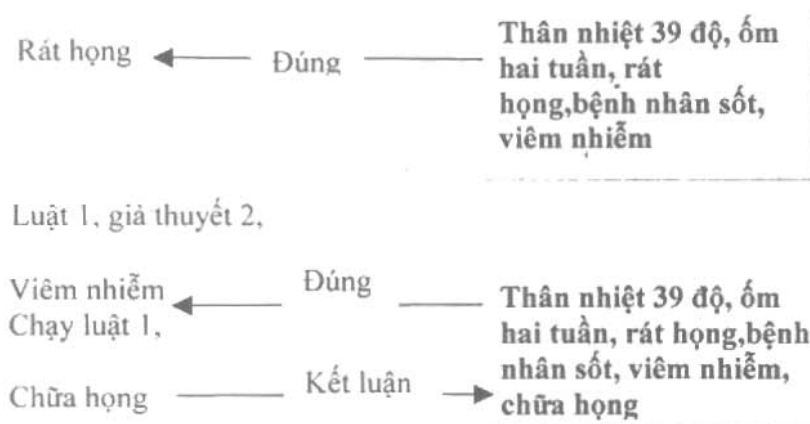 Rát họng
Đúng
Thân nhiệt 39 độ, ốm
hai tuần, rát
họng,bệnh nhân sốt,
viêm nhiễm
Luật 1, giả thuyết 2,
Viêm nhiễm
Chạy luật 1,
Đúng
Thân nhiệt 39 độ, ốm
hai tuần, rát họng,bệnh
nhân sốt, viêm nhiễm,
chữa họng
Chữa họng
Kết luận